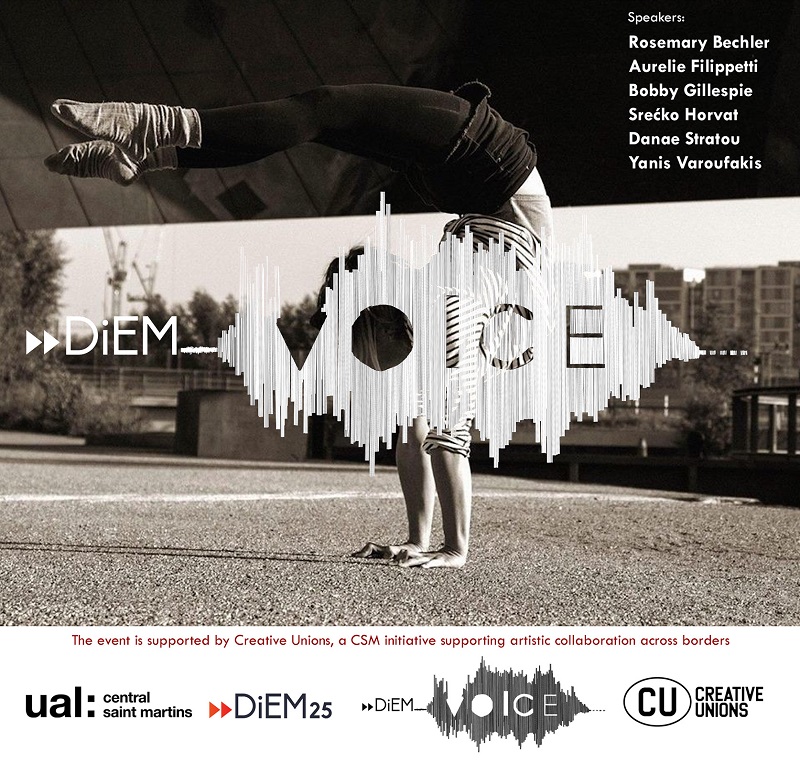 Speakers:
Rosemary Bechler
Aurelie Filippetti
Bobby Gillespie
Srećko Horvat
Danae Stratou
Yanis Varoufakis
DiEM VOICE
The event is supported by Creative Unions, a CSM initiative supporting artistic collaboration across borders
ual: central
saint martins
DiEM25
DiEM VOICE
CU CREATIVE
UNIONS